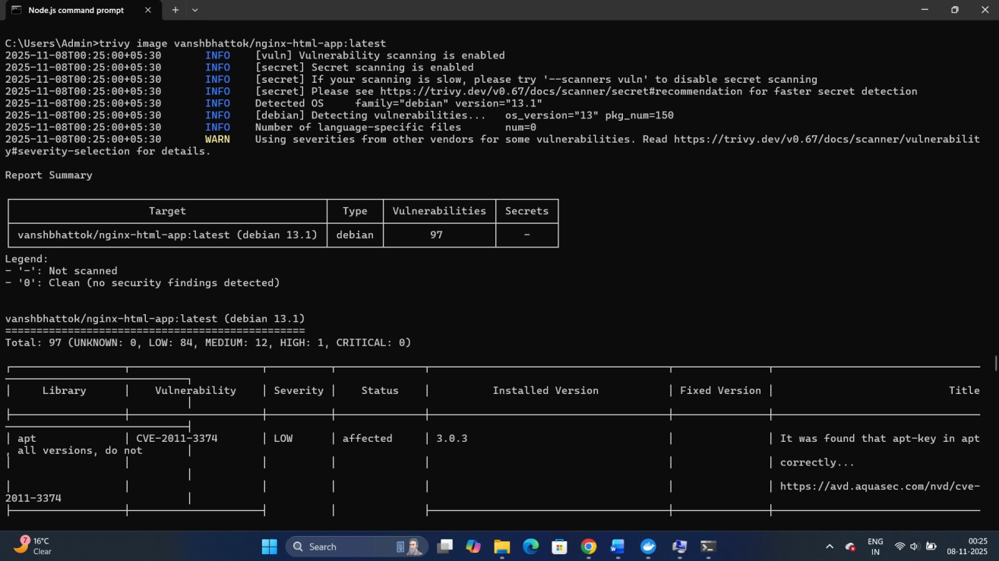 Node.js command prompt
C:\Users\Admin>trivy image vanshbhattok/nginx-html-app:latest
2025-11-08T00:25:00+05:30 INFO [vuln] Vulnerability scanning is enabled
2025-11-08T00:25:00+05:30 INFO [secret] Secret scanning is enabled
2025-11-08T00:25:00+05:30 INFO [secret] If your scanning is slow, please try '--scanners vuln' to disable secret scanning
2025-11-08T00:25:00+05:30 INFO [secret] Please see https://trivy.dev/v0.67/docs/scanner/secret#recommendation for faster secret detection
2025-11-08T00:25:00+05:30 INFO Detected OS family="debian" version="13.1"
2025-11-08T00:25:00+05:30 INFO [debian] Detecting vulnerabilities... os_version="13" pkg_num=150
2025-11-08T00:25:00+05:30 INFO Number of language-specific files num=0
2025-11-08T00:25:00+05:30 WARN Using severities from other vendors for some vulnerabilities. Read https://trivy.dev/v0.67/docs/scanner/vulnerabilit
y#severity-selection for details.
Report Summary
Target Type Vulnerabilities Secrets
vanshbhattok/nginx-html-app:latest (debian 13.1) debian 97 -
Legend:
- '-': Not scanned
- '0': Clean (no security findings detected)
vanshbhattok/nginx-html-app:latest (debian 13.1)
================================================
Total: 97 (UNKNOWN: 0, LOW: 84, MEDIUM: 12, HIGH: 1, CRITICAL: 0)
Library Vulnerability Severity Status Installed Version Fixed Version Title
apt CVE-2011-3374 LOW affected 3.0.3 It was found that apt-key in apt
, all versions, do not
correctly...
https://avd.aquasec.com/nvd/cve-
2011-3374
7
16°C
Clear
Search
ENG
IN
00:25
08-11-2025